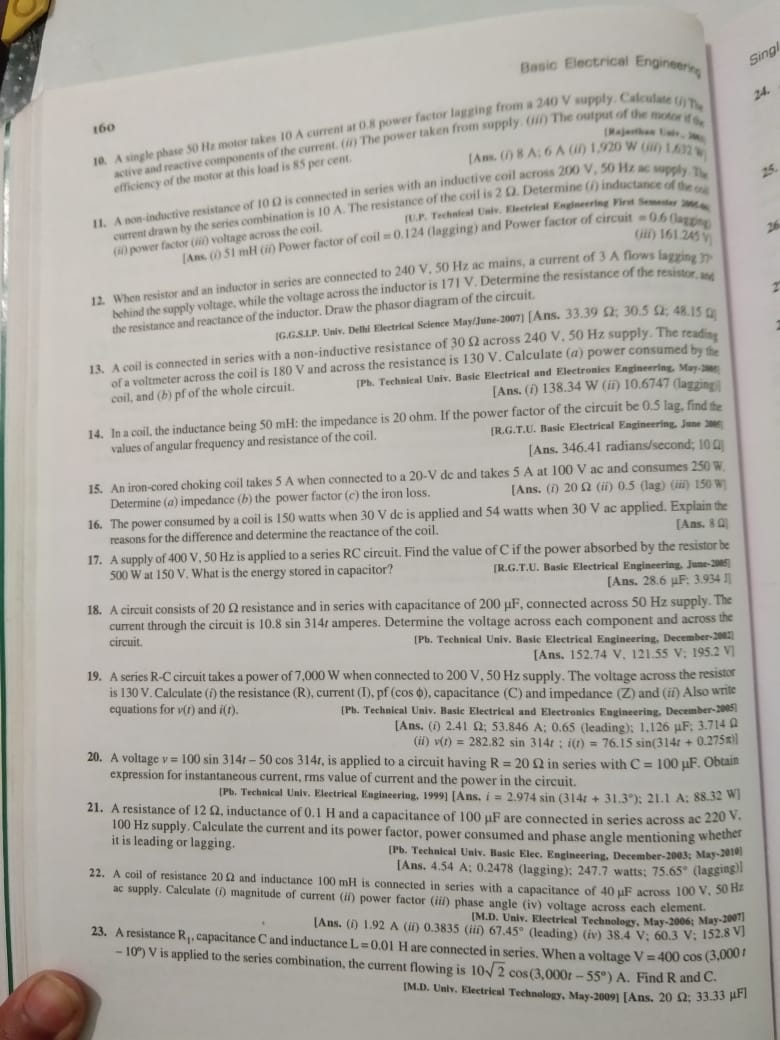 Basic Electrical Engineering
160
10. A single phase 50 Hz motor takes 10 A current at 0.8 power factor lagging from a 240 V supply. Calculate (i) The
active and reactive components of the current. (ii) The power taken from supply. (iii) The output of the motor if the
efficiency of the motor at this load is 85 per cent.
[Rajasthan Univ.,
[Ans. (i) 8 A; 6 A (ii) 1,920 W (iii) 1,632 W]
11. A non-inductive resistance of 10 Ω is connected in series with an inductive coil across 200 V, 50 Hz ac supply. The
current drawn by the series combination is 10 A. The resistance of the coil is 2 Ω. Determine (i) inductance of the coil
(ii) power factor (iii) voltage across the coil.
[U.P. Technical Univ. Electrical Engineering First Semester
[Ans. (i) 51 mH (ii) Power factor of coil = 0.124 (lagging) and Power factor of circuit = 0.6 (lagging)
(iii) 161.245 V]
12. When resistor and an inductor in series are connected to 240 V, 50 Hz ac mains, a current of 3 A flows lagging 37°
behind the supply voltage, while the voltage across the inductor is 171 V. Determine the resistance of the resistor, and
the resistance and reactance of the inductor. Draw the phasor diagram of the circuit.
[G.G.S.I.P. Univ. Delhi Electrical Science May/June-2007] [Ans. 33.39 Ω; 30.5 Ω; 48.15 Ω]
13. A coil is connected in series with a non-inductive resistance of 30 Ω across 240 V, 50 Hz supply. The reading
of a voltmeter across the coil is 180 V and across the resistance is 130 V. Calculate (a) power consumed by the
coil, and (b) pf of the whole circuit.
[Ph. Technical Univ. Basic Electrical and Electronics Engineering, May-
[Ans. (i) 138.34 W (ii) 10.6747 (lagging)]
14. In a coil, the inductance being 50 mH: the impedance is 20 ohm. If the power factor of the circuit be 0.5 lag, find the
values of angular frequency and resistance of the coil.
[R.G.T.U. Basic Electrical Engineering, June
[Ans. 346.41 radians/second; 10 Ω]
15. An iron-cored choking coil takes 5 A when connected to a 20-V dc and takes 5 A at 100 V ac and consumes 250 W.
Determine (a) impedance (b) the power factor (c) the iron loss.
[Ans. (i) 20 Ω (ii) 0.5 (lag) (iii) 150 W]
16. The power consumed by a coil is 150 watts when 30 V dc is applied and 54 watts when 30 V ac applied. Explain the
reasons for the difference and determine the reactance of the coil.
[Ans. 8 Ω]
17. A supply of 400 V, 50 Hz is applied to a series RC circuit. Find the value of C if the power absorbed by the resistor be
500 W at 150 V. What is the energy stored in capacitor?
[R.G.T.U. Basic Electrical Engineering, June-2005]
[Ans. 28.6 μF; 3.934 J]
18. A circuit consists of 20 Ω resistance and in series with capacitance of 200 μF, connected across 50 Hz supply. The
current through the circuit is 10.8 sin 314t amperes. Determine the voltage across each component and across the
circuit.
[Pb. Technical Univ. Basic Electrical Engineering, December-2002]
[Ans. 152.74 V, 121.55 V; 195.2 V]
19. A series R-C circuit takes a power of 7,000 W when connected to 200 V, 50 Hz supply. The voltage across the resistor
is 130 V. Calculate (i) the resistance (R), current (I), pf (cos ϕ), capacitance (C) and impedance (Z) and (ii) Also write
equations for v(t) and i(t).
[Pb. Technical Univ. Basic Electrical and Electronics Engineering, December-2005]
[Ans. (i) 2.41 Ω; 53.846 A; 0.65 (leading); 1,126 μF; 3.714 Ω
(ii) v(t) = 282.82 sin 314t ; i(t) = 76.15 sin(314t + 0.275π)]
20. A voltage v = 100 sin 314t – 50 cos 314t, is applied to a circuit having R = 20 Ω in series with C = 100 μF. Obtain
expression for instantaneous current, rms value of current and the power in the circuit.
[Pb. Technical Univ. Electrical Engineering, 1999] [Ans. i = 2.974 sin (314t + 31.3°); 21.1 A; 88.32 W]
21. A resistance of 12 Ω, inductance of 0.1 H and a capacitance of 100 μF are connected in series across ac 220 V,
100 Hz supply. Calculate the current and its power factor, power consumed and phase angle mentioning whether
it is leading or lagging.
[Pb. Technical Univ. Basic Elec. Engineering, December-2003; May-2010]
[Ans. 4.54 A; 0.2478 (lagging); 247.7 watts; 75.65° (lagging)]
22. A coil of resistance 20 Ω and inductance 100 mH is connected in series with a capacitance of 40 μF across 100 V, 50 Hz
ac supply. Calculate (i) magnitude of current (ii) power factor (iii) phase angle (iv) voltage across each element.
[M.D. Univ. Electrical Technology, May-2006; May-2007]
[Ans. (i) 1.92 A (ii) 0.3835 (iii) 67.45° (leading) (iv) 38.4 V; 60.3 V; 152.8 V]
23. A resistance R₁, capacitance C and inductance L = 0.01 H are connected in series. When a voltage V = 400 cos (3,000 t
– 10°) V is applied to the series combination, the current flowing is 10√2 cos(3,000t – 55°) A. Find R and C.
[M.D. Univ. Electrical Technology, May-2009] [Ans. 20 Ω; 33.33 μF]
Singl
24.
25.
26